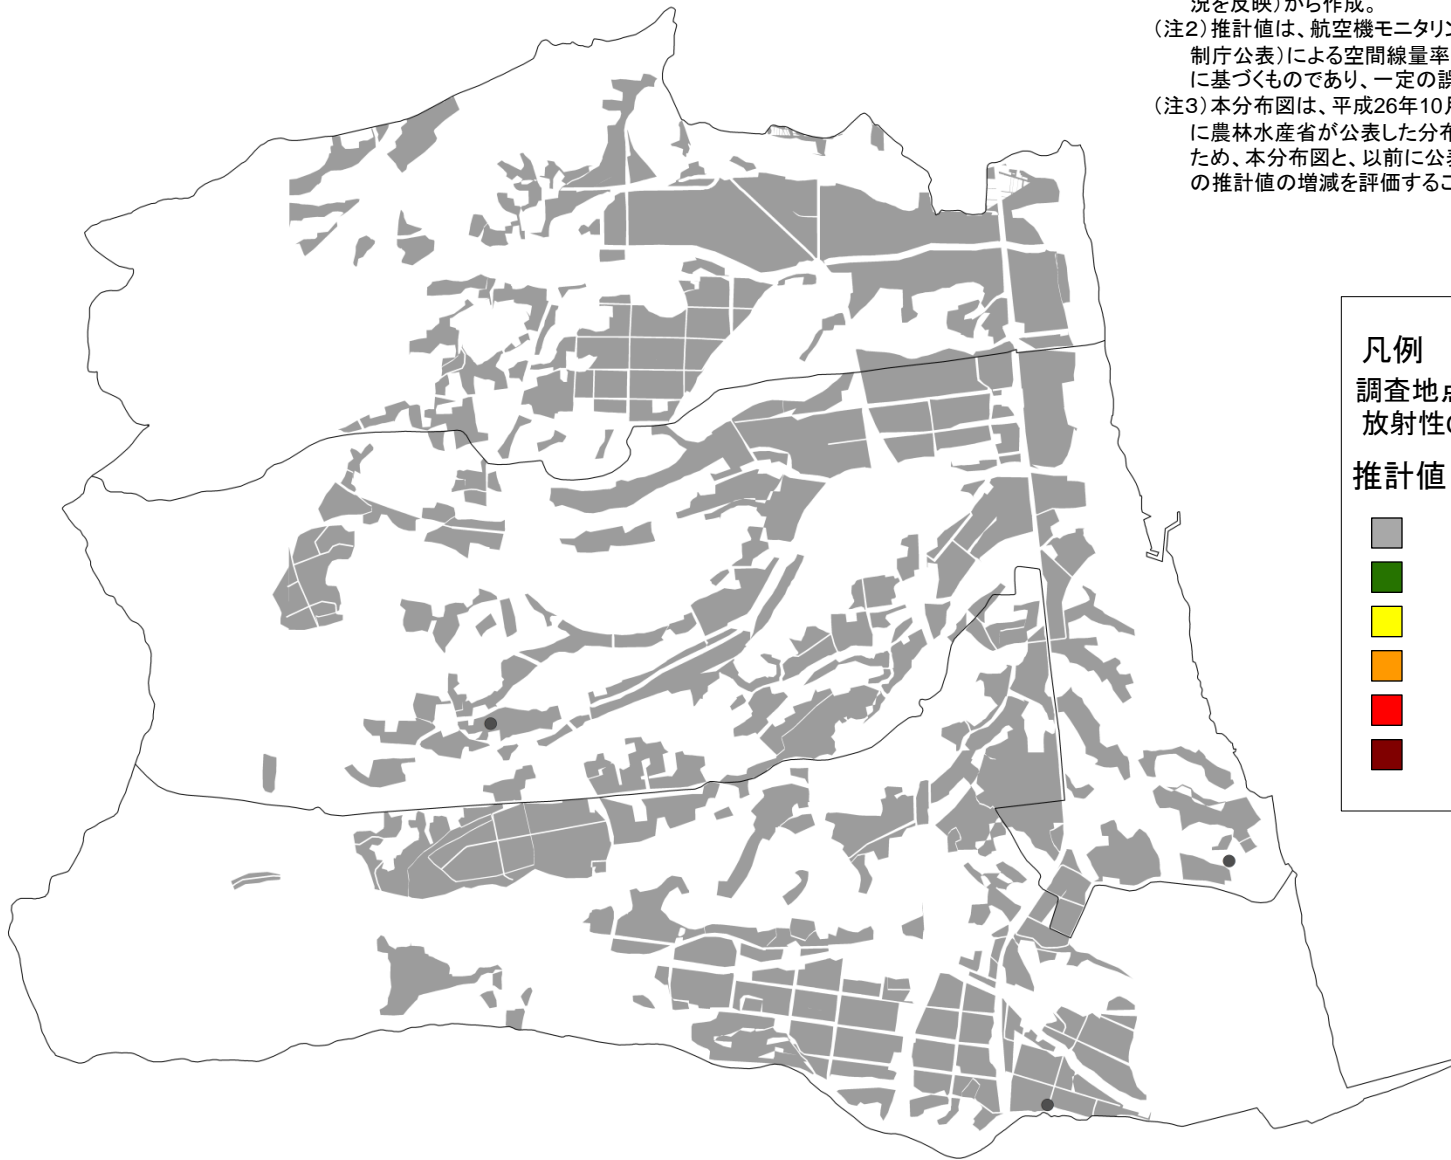 況を反映）から作成。
（注2）推計値は、航空機モニタリン
制庁公表）による空間線量率
に基づくものであり、一定の誤
（注3）本分布図は、平成26年10月
に農林水産省が公表した分布
ため、本分布図と、以前に公表
の推計値の増減を評価するこ
凡例
調査地点
放射性
推計値